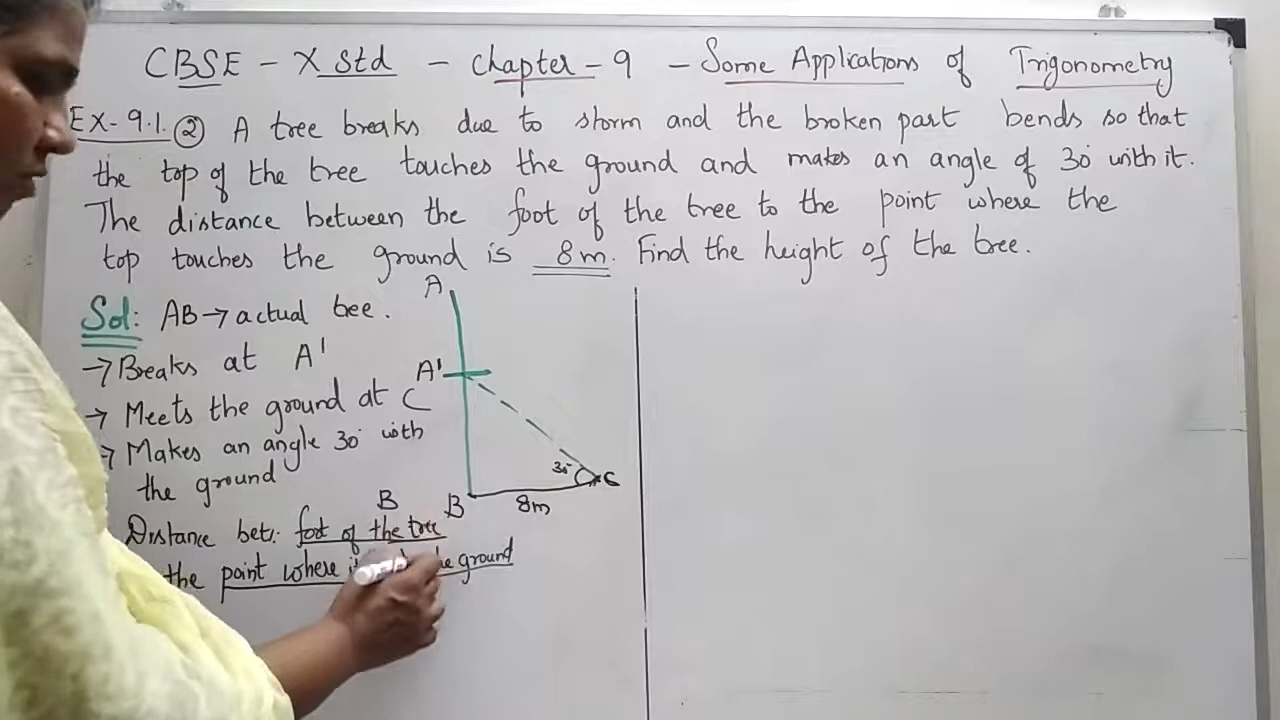 CBSE - X Std - Chapter - 9 - Some Applications of Trigonometry
Ex-9.1. ② A tree breaks due to storm and the broken part bends so that
the top of the tree touches the ground and makes an angle of 30° with it.
The distance between the foot of the tree to the point where the
top touches the ground is 8m. Find the height of the tree.
Sol: AB → actual tree.
→ Breaks at A'
→ Meets the ground at C
→ Makes an angle 30° with
the ground
Distance bet: foot of the tree
the point where the ground
B
A
A'
30°
C
B
8m